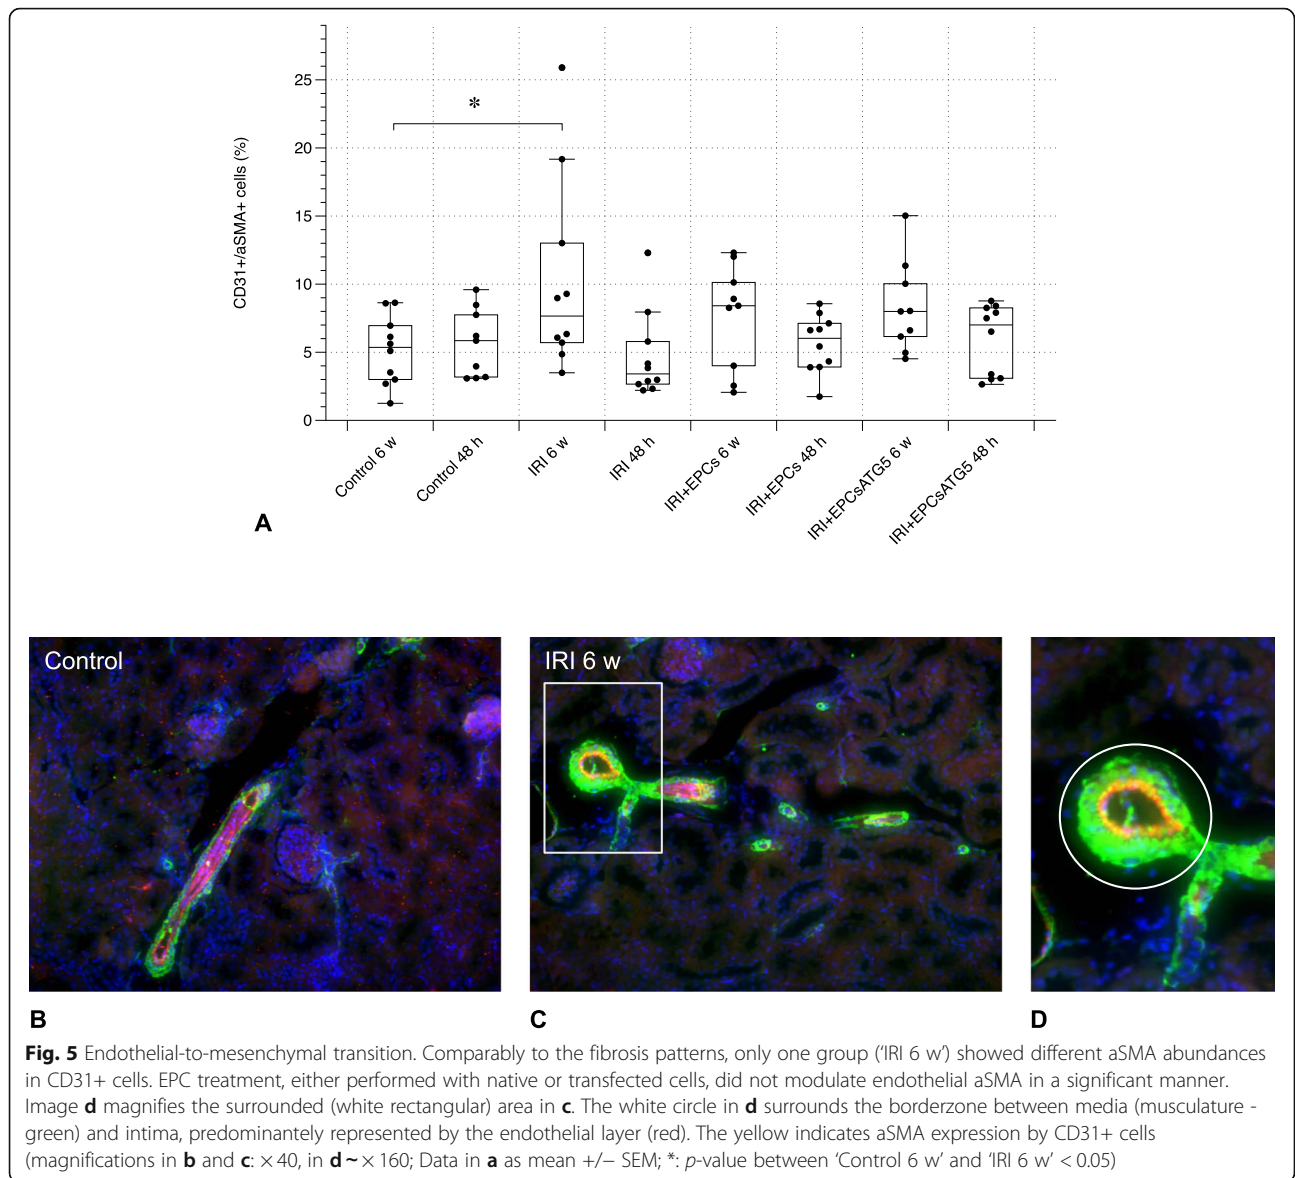 25
20
15
10
5
0
CD31+/aSMA+ cells (%)
*
Control 6 w
Control 48 h
IRI 6 w
IRI 48 h
IRI+EPCs 6 w
IRI+EPCs 48 h
IRI+EPCsATG5 6 w
IRI+EPCsATG5 48 h
A
Control
IRI 6 w
B
C
D
Fig. 5 Endothelial-to-mesenchymal transition. Comparably to the fibrosis patterns, only one group (‘IRI 6 w’) showed different aSMA abundances
in CD31+ cells. EPC treatment, either performed with native or transfected cells, did not modulate endothelial aSMA in a significant manner.
Image d magnifies the surrounded (white rectangular) area in c. The white circle in d surrounds the borderzone between media (musculature -
green) and intima, predominantely represented by the endothelial layer (red). The yellow indicates aSMA expression by CD31+ cells
(magnifications in b and c: × 40, in d ~ × 160; Data in a as mean +/− SEM; *: p-value between ‘Control 6 w’ and ‘IRI 6 w’ < 0.05)